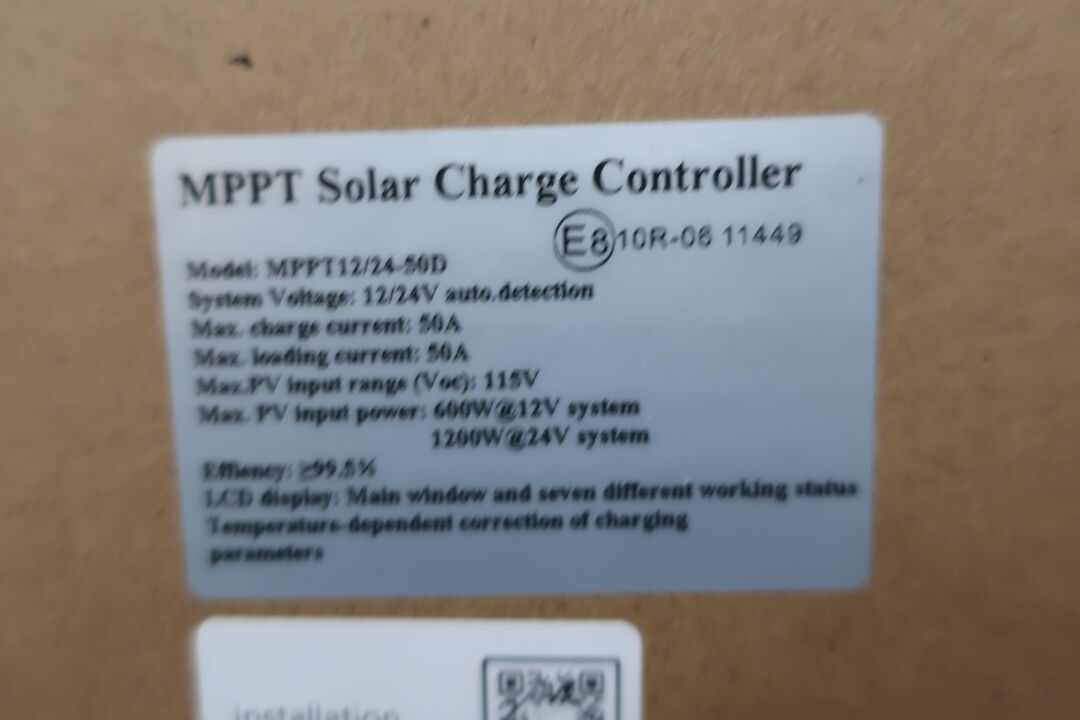 MPPT Solar Charge Controller
E8 10R-06 11449
Model: MPPT12/24-50D
System Voltage: 12/24V auto.detection
Max. charge current: 50A
Max. loading current: 50A
Max.PV input range (Voc): 115V
Max. PV input power: 600W@12V system
1200W@24V system
Effiency: ≥99.5%
LCD display: Main window and seven different working status
Temperature-dependent correction of charging
parameters
installation